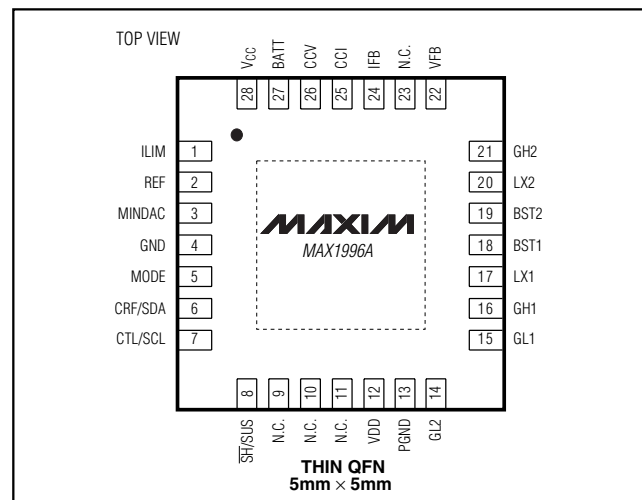 TOP VIEW
VCC
BATT
CCV
CCI
IFB
N.C.
VFB
28
27
26
25
24
23
22
ILIM 1
REF 2
MINDAC 3
GND 4
MODE 5
CRF/SDA 6
CTL/SCL 7
21 GH2
20 LX2
19 BST2
18 BST1
17 LX1
16 GH1
15 GL1
MAXIM
MAX1996A
8
9
10
11
12
13
14
SH/SUS
N.C.
N.C.
N.C.
VDD
PGND
GL2
THIN QFN
5mm × 5mm